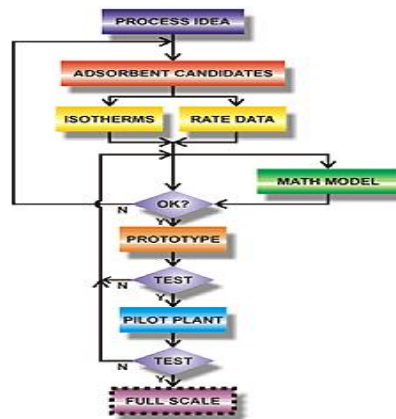 PROCESS IDEA
ADSORBENT CANDIDATES
ISOTHERMS
RATE DATA
MATH MODEL
OK?
N
Y
PROTOTYPE
TEST
N
Y
PILOT PLANT
TEST
N
Y
FULL SCALE